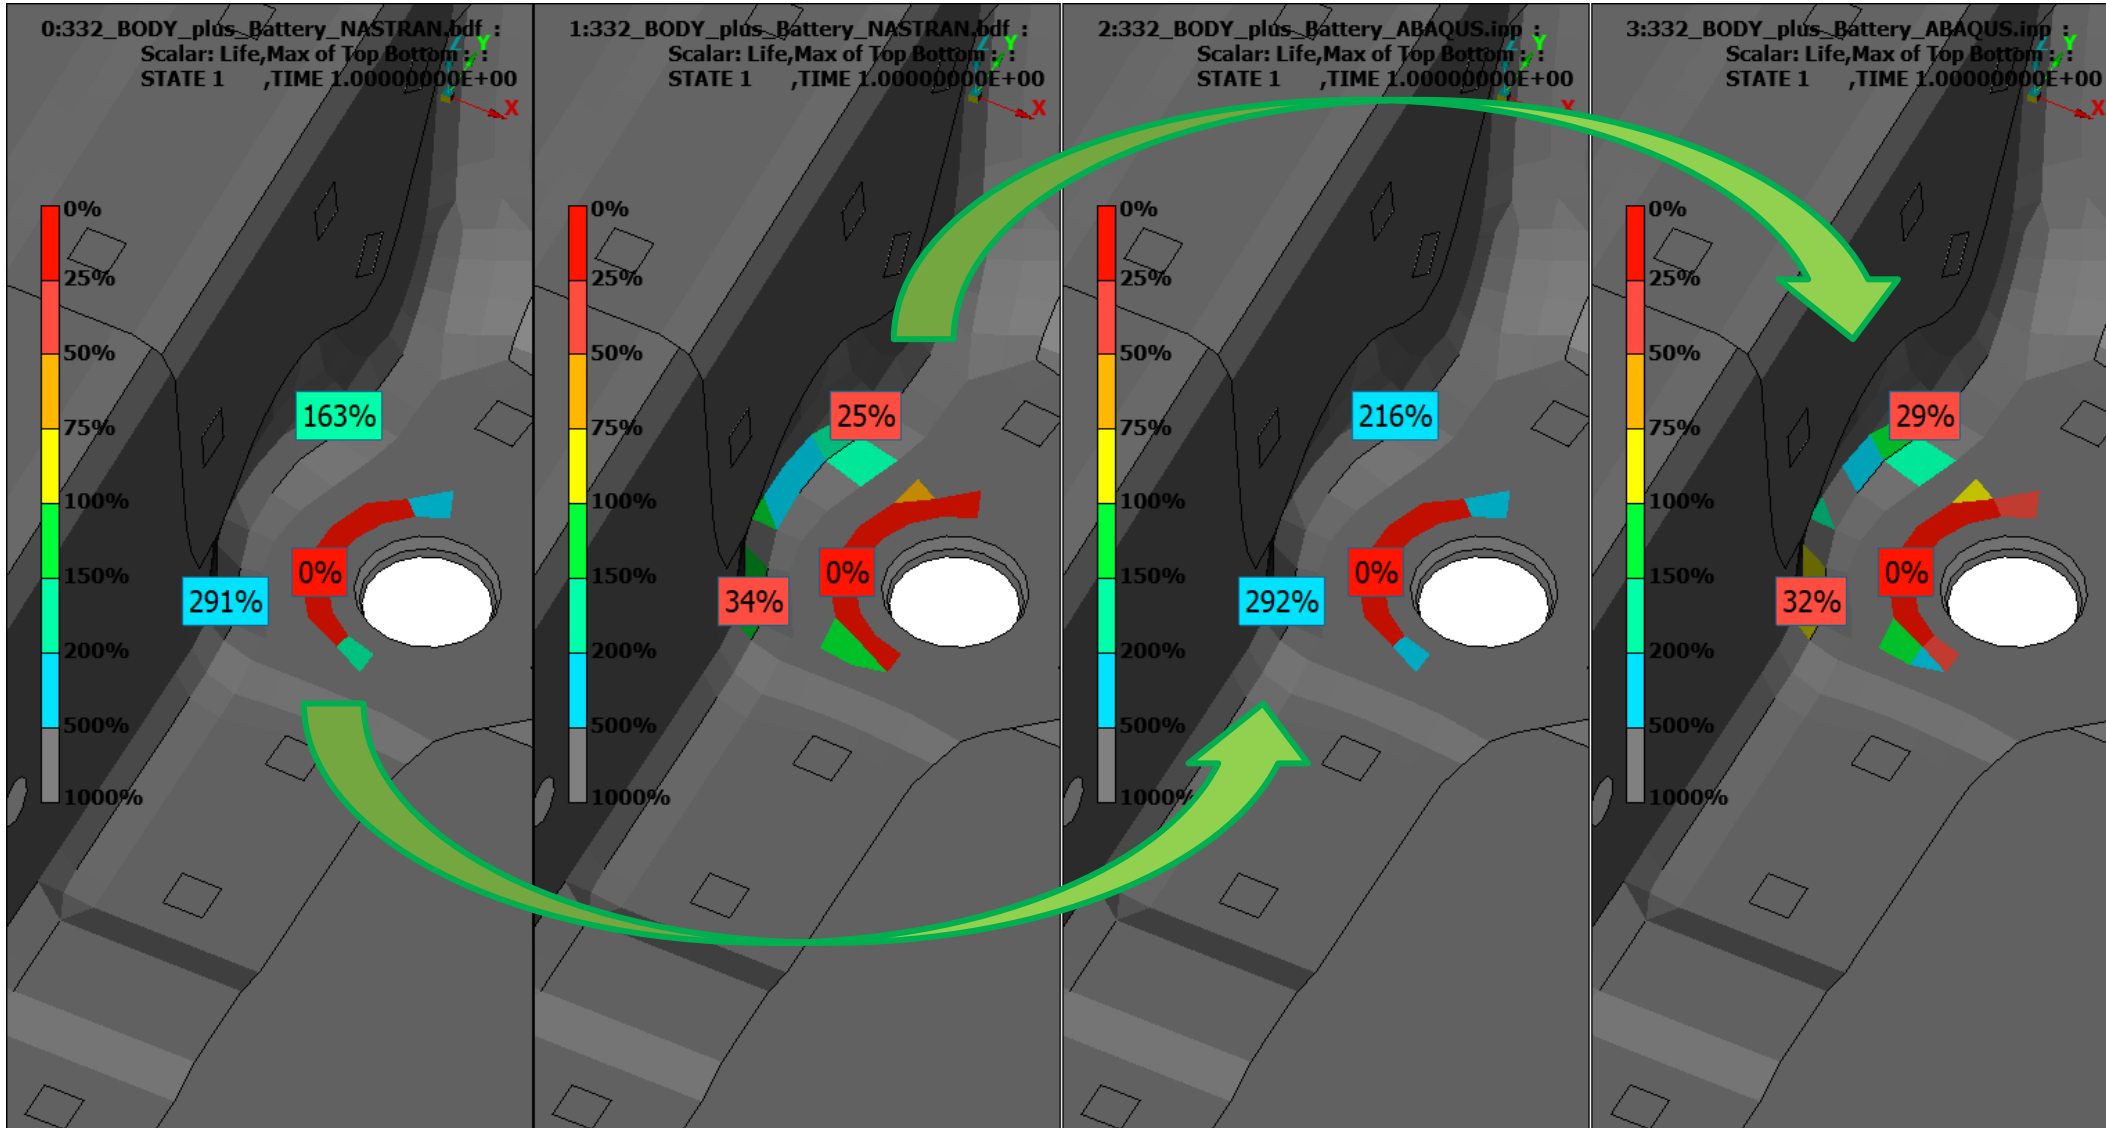 0:332_BODY_plus_Battery_NASTRAN.bdf :
Scalar: Life,Max of Top Bottom : :
STATE 1 ,TIME 1.00000000E+00
Z
Y
X
0%
25%
50%
75%
100%
150%
200%
500%
1000%
163%
0%
291%
1:332_BODY_plus_Battery_NASTRAN.bdf :
Scalar: Life,Max of Top Bottom : :
STATE 1 ,TIME 1.00000000E+00
Z
Y
X
0%
25%
50%
75%
100%
150%
200%
500%
1000%
25%
0%
34%
2:332_BODY_plus_Battery_ABAQUS.inp :
Scalar: Life,Max of Top Bottom : :
STATE 1 ,TIME 1.00000000E+00
Z
Y
X
0%
25%
50%
75%
100%
150%
200%
500%
1000%
216%
0%
292%
3:332_BODY_plus_Battery_ABAQUS.inp :
Scalar: Life,Max of Top Bottom : :
STATE 1 ,TIME 1.00000000E+00
Z
Y
X
0%
25%
50%
75%
100%
150%
200%
500%
1000%
29%
0%
32%